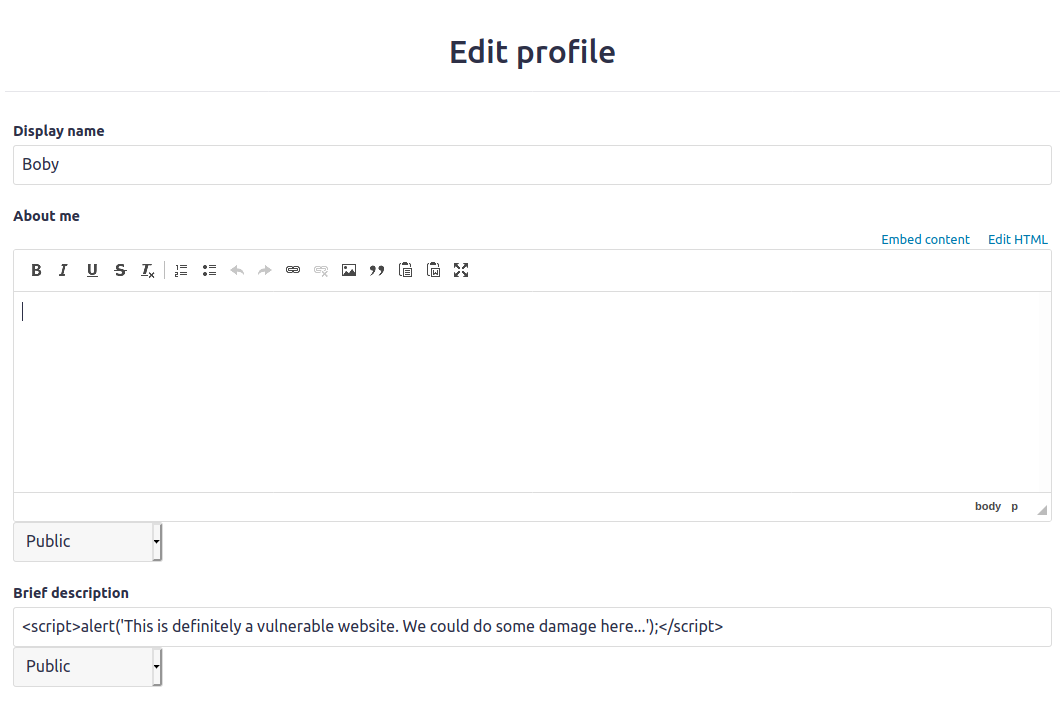 Edit profile
Display name
Boby
About me
Embed content Edit HTML
B I U S Tx
body p
Public
Brief description
<script>alert('This is definitely a vulnerable website. We could do some damage here...');</script>
Public